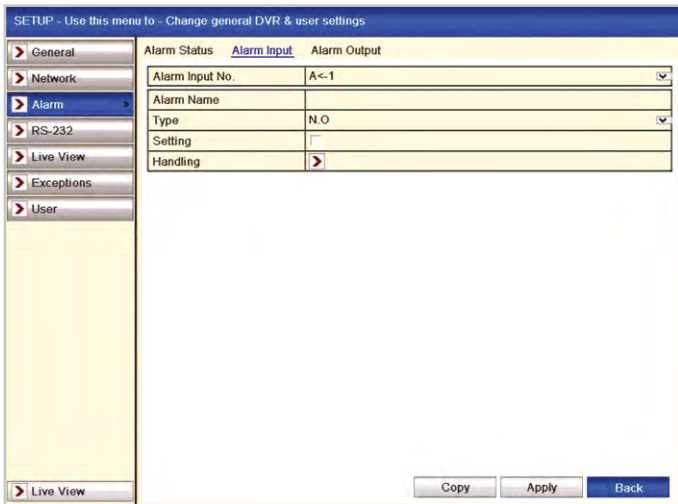 SETUP - Use this menu to - Change general DVR & user settings
General
Network
Alarm
RS-232
Live View
Exceptions
User
Live View
Alarm Status Alarm Input Alarm Output
Alarm Input No. A<-1
Alarm Name
Type N.O
Setting
Handling
Copy Apply Back